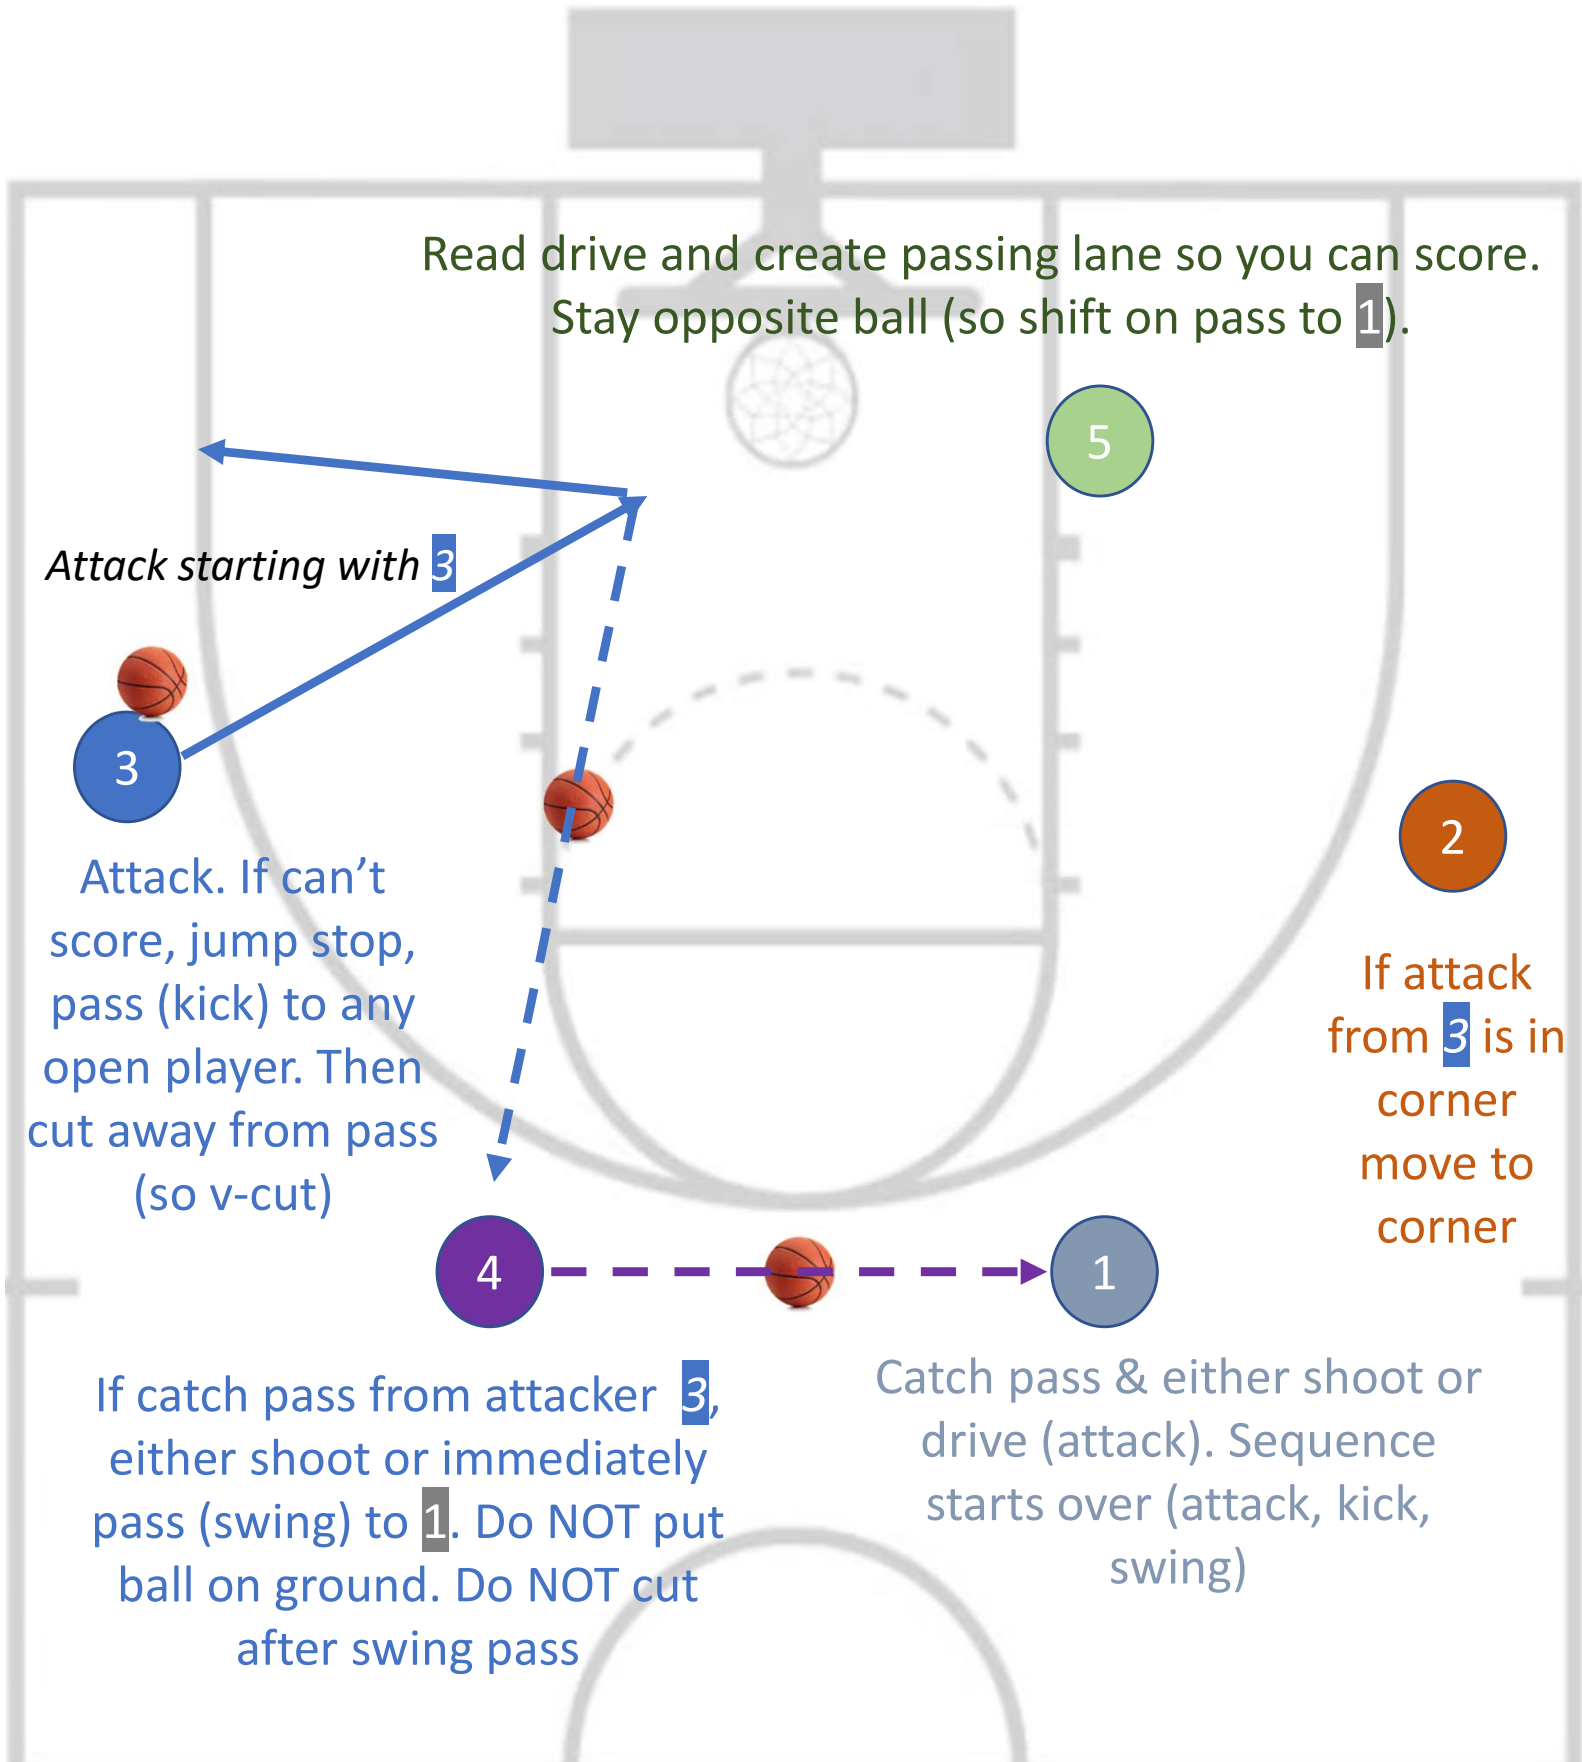 Read drive and create passing lane so you can score.
Stay opposite ball (so shift on pass to 1).
5
Attack starting with 3
3
2
Attack. If can’t
score, jump stop,
pass (kick) to any
open player. Then
cut away from pass
(so v-cut)
If attack
from 3 is in
corner
move to
corner
4
1
If catch pass from attacker 3,
either shoot or immediately
pass (swing) to 1. Do NOT put
ball on ground. Do NOT cut
after swing pass
Catch pass & either shoot or
drive (attack). Sequence
starts over (attack, kick,
swing)